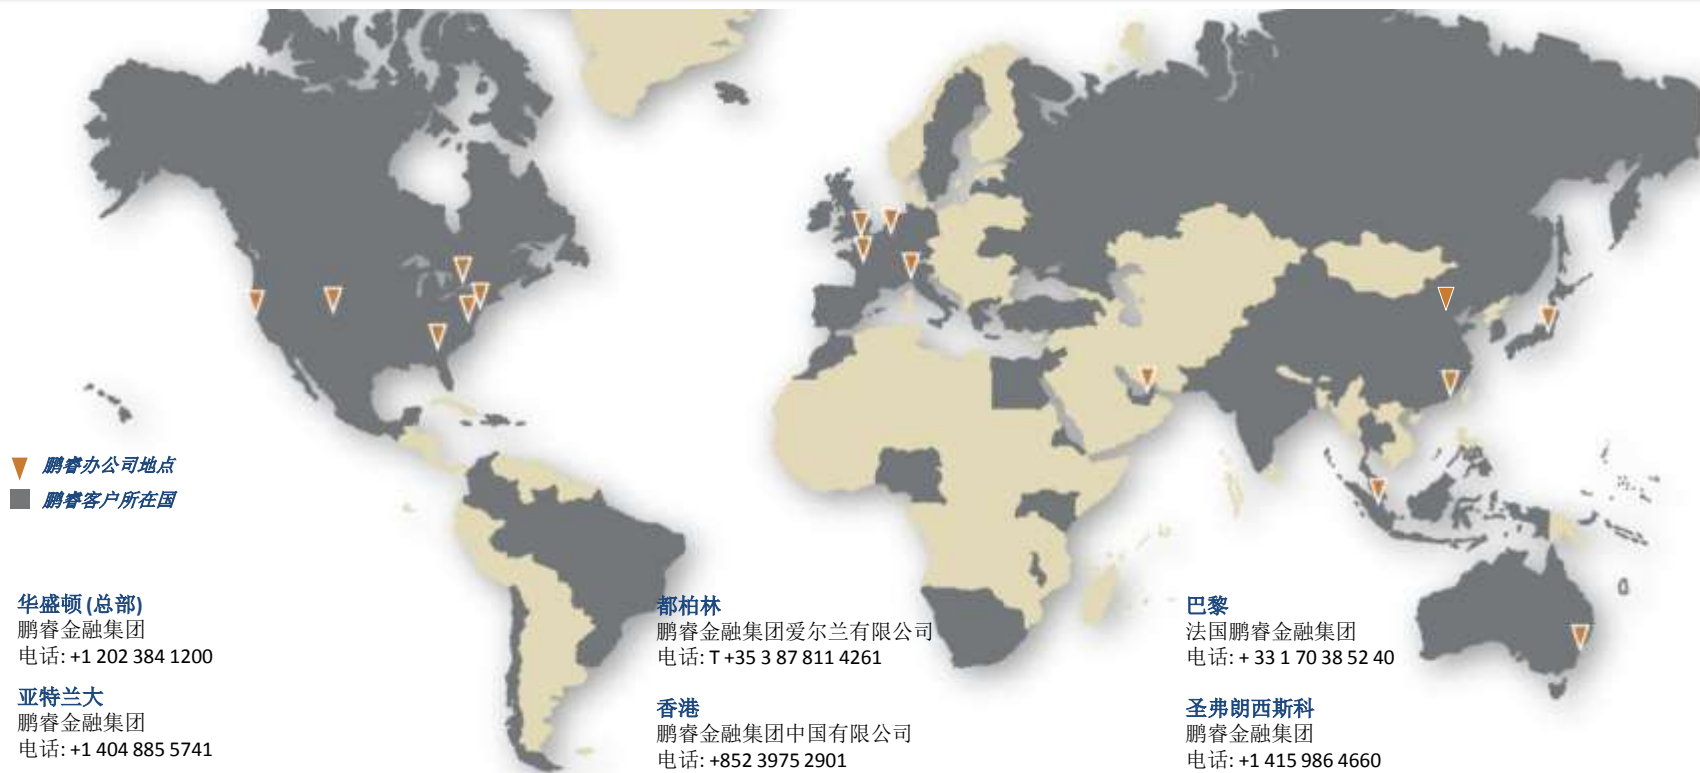 鹏睿办公司地点
鹏睿客户所在国
华盛顿 (总部)
鹏睿金融集团
电话: +1 202 384 1200
亚特兰大
鹏睿金融集团
电话: +1 404 885 5741
都柏林
鹏睿金融集团爱尔兰有限公司
电话: T +35 3 87 811 4261
香港
鹏睿金融集团中国有限公司
电话: +852 3975 2901
巴黎
法国鹏睿金融集团
电话: + 33 1 70 38 52 40
圣弗朗西斯科
鹏睿金融集团
电话: +1 415 986 4660